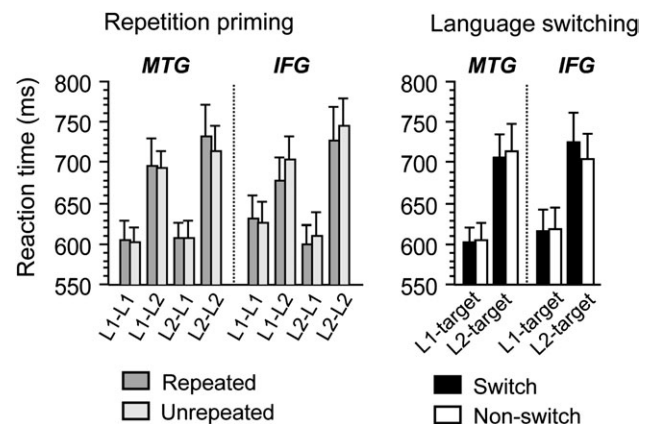 Repetition priming
Language switching
MTG
IFG
MTG
IFG
Reaction time (ms)
800
750
700
650
600
550
L1-L1
L1-L2
L2-L1
L2-L2
L1-L1
L1-L2
L2-L1
L2-L2
800
750
700
650
600
550
L1-target
L2-target
L1-target
L2-target
Repeated
Unrepeated
Switch
Non-switch